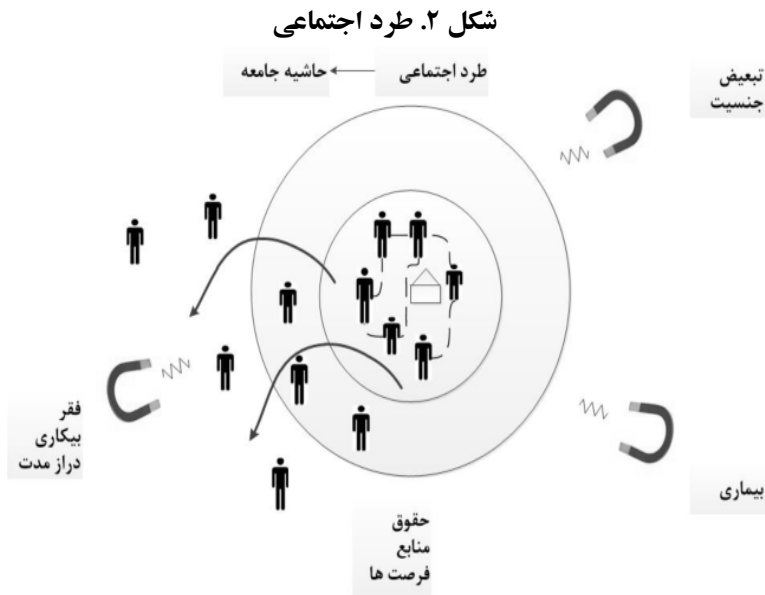 شکل ۲. طرد اجتماعی
طرد اجتماعی
حاشیه جامعه
تبعیض
جنسیت
فقر
بیکاری
دراز مدت
بیماری
حقوق
منابع
فرصت ها